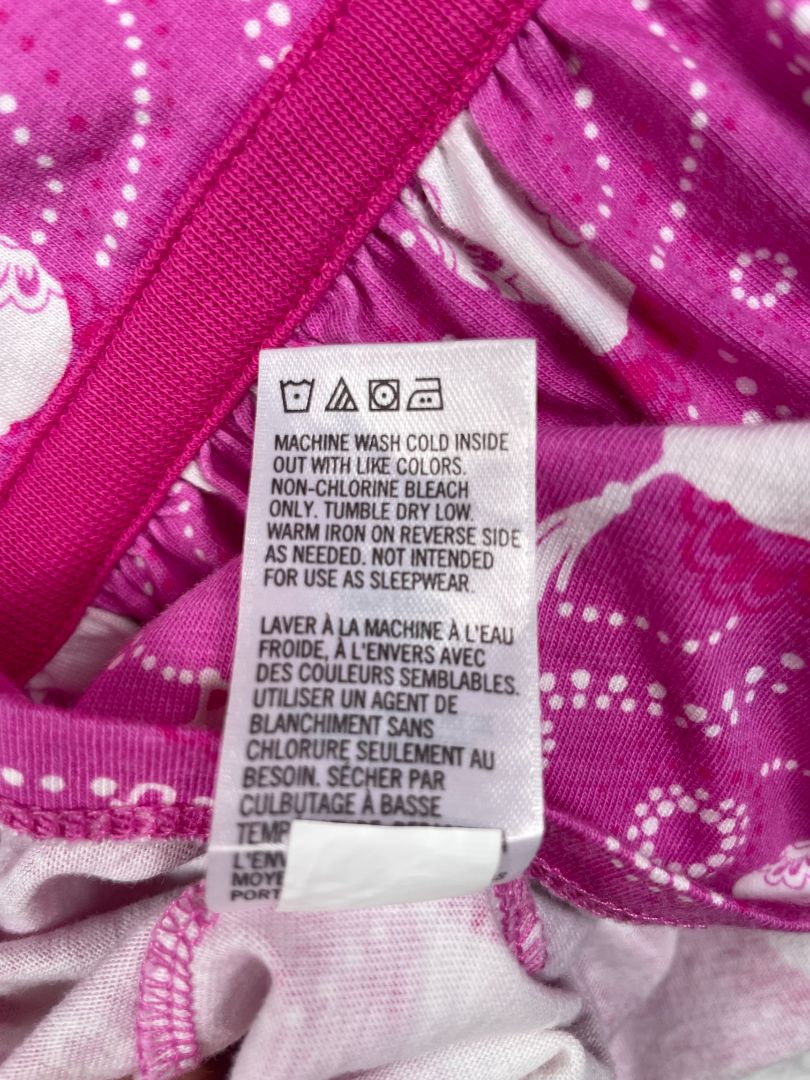 MACHINE WASH COLD INSIDE
OUT WITH LIKE COLORS.
NON-CHLORINE BLEACH
ONLY. TUMBLE DRY LOW.
WARM IRON ON REVERSE SIDE
AS NEEDED. NOT INTENDED
FOR USE AS SLEEPWEAR.
LAVER À LA MACHINE À L'EAU
FROIDE, À L'ENVERS AVEC
DES COULEURS SEMBLABLES.
UTILISER UN AGENT DE
BLANCHIMENT SANS
CHLORURE SEULEMENT AU
BESOIN. SÉCHER PAR
CULBUTAGE À BASSE